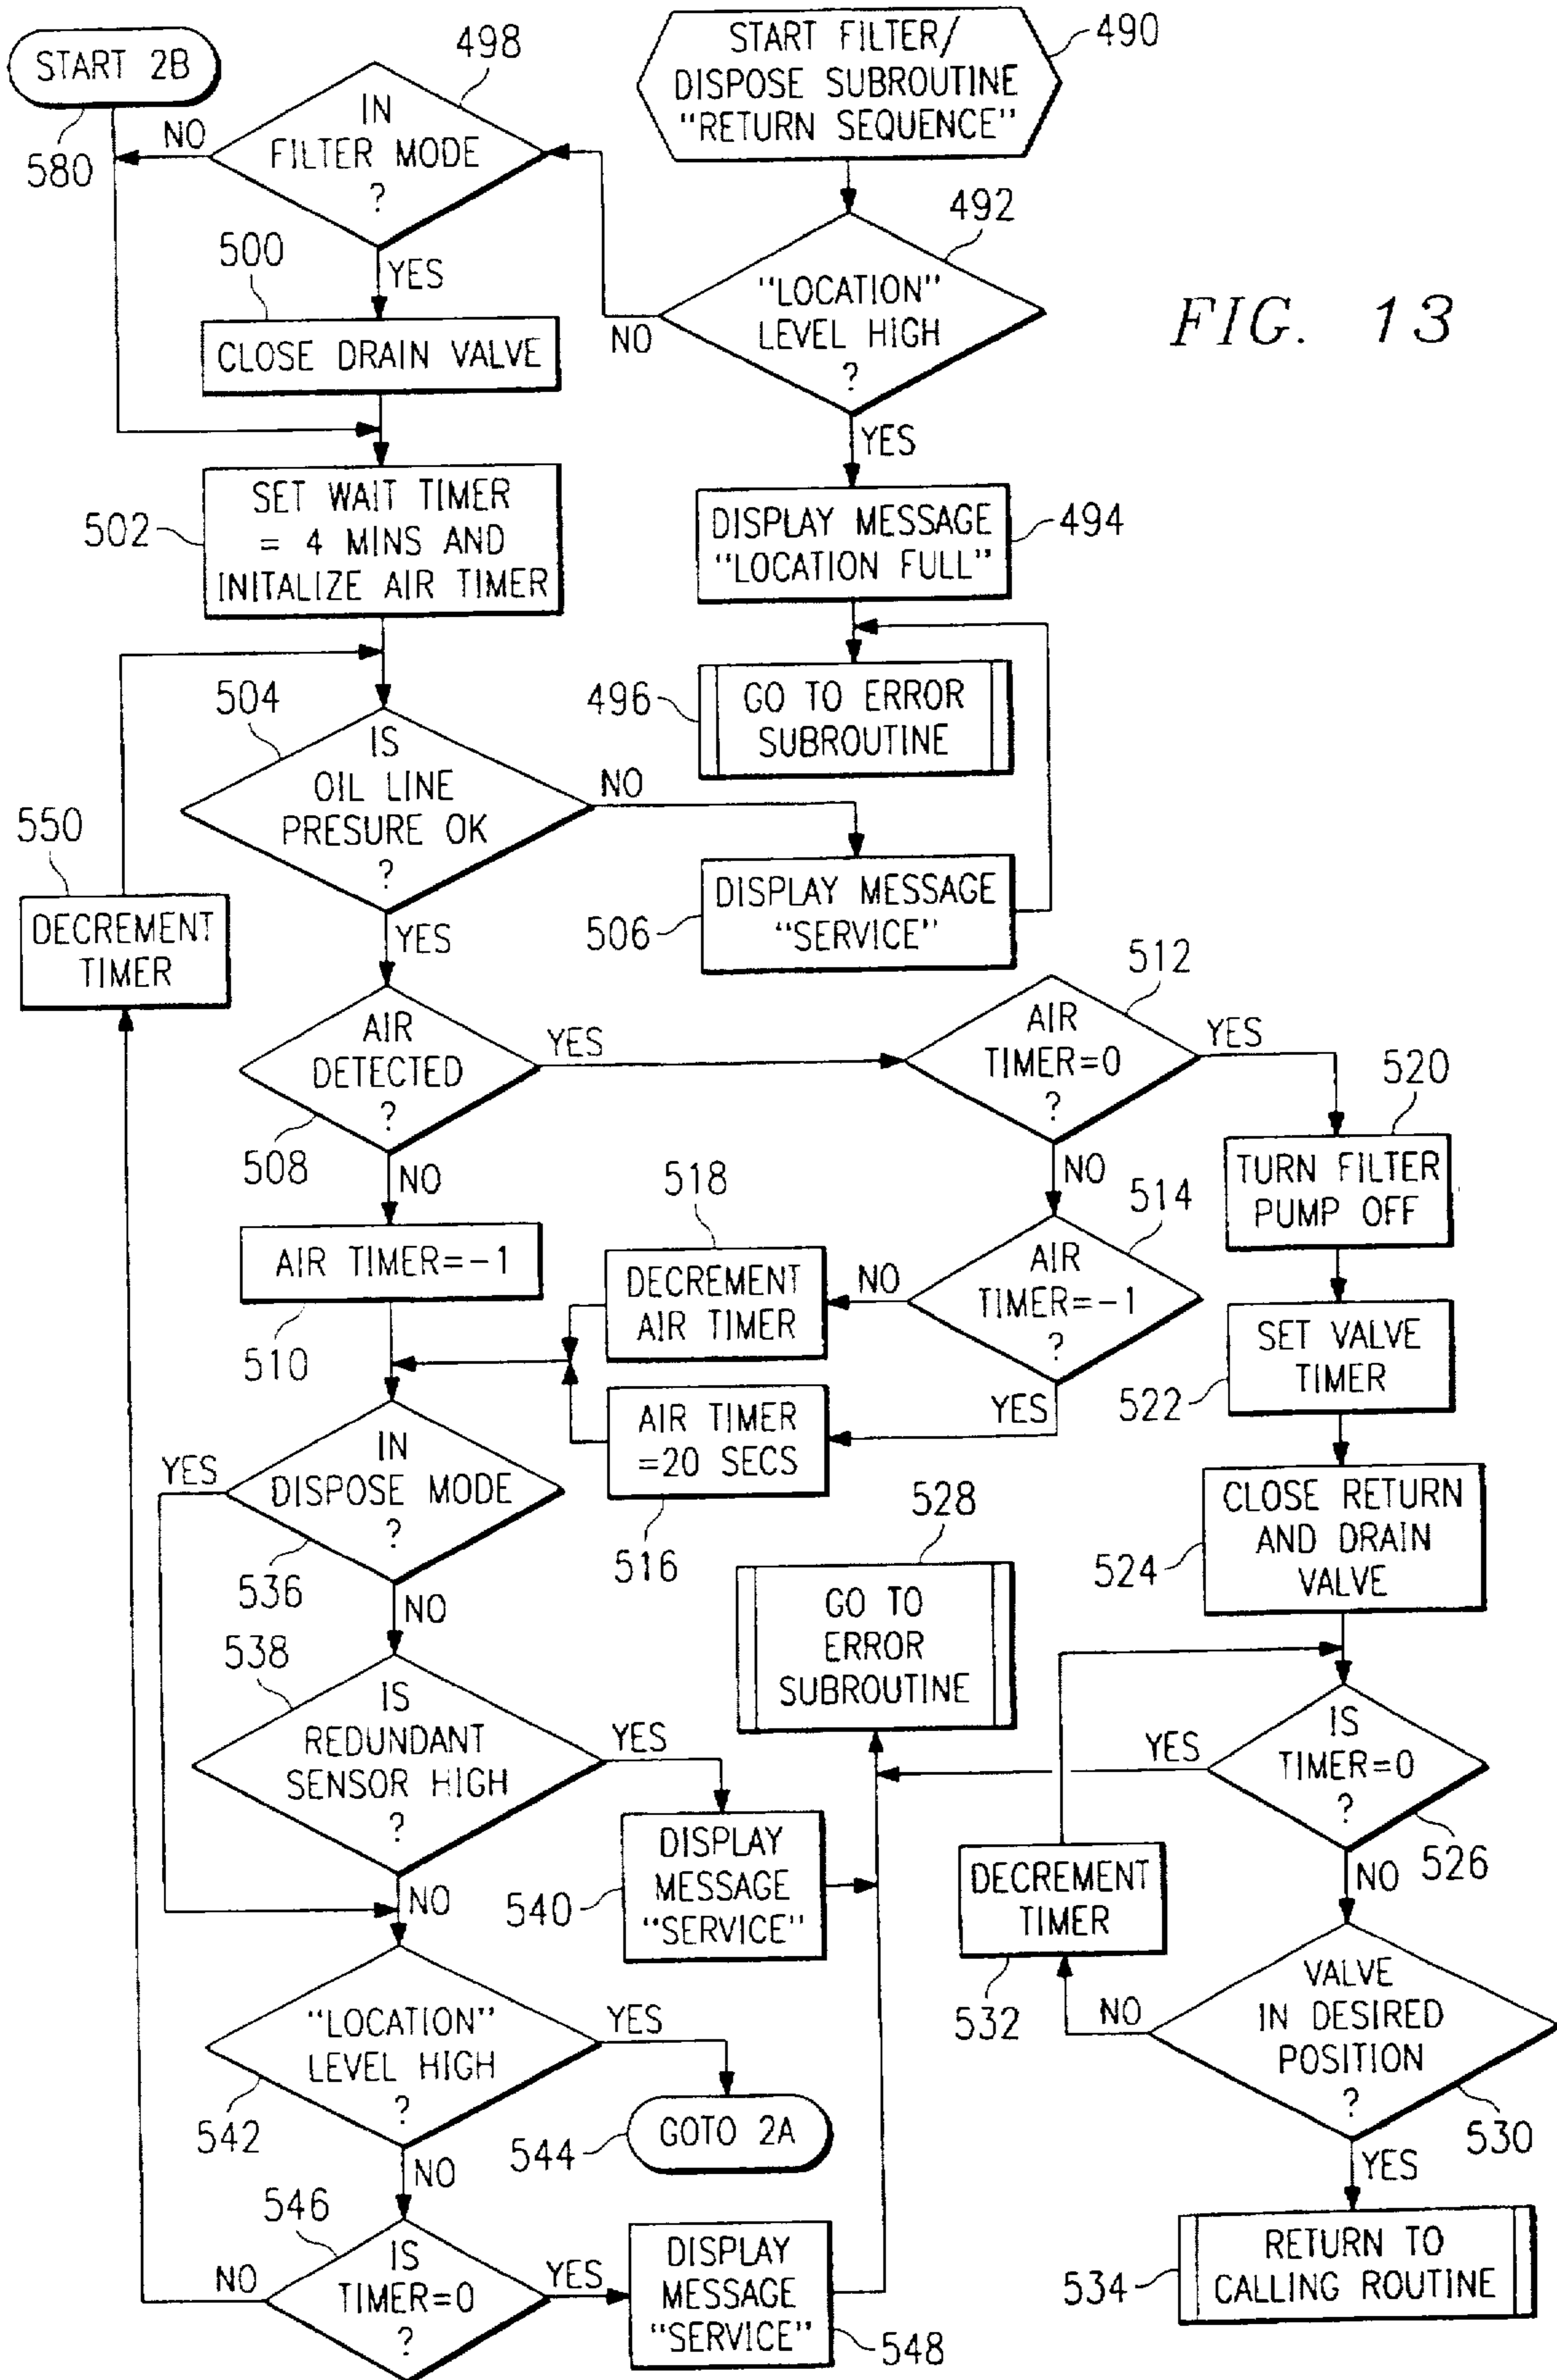 START 2B
580
IN
FILTER MODE
?
498
NO
YES
START FILTER/
DISPOSE SUBROUTINE
"RETURN SEQUENCE"
490
"LOCATION"
LEVEL HIGH
?
492
NO
YES
FIG. 13
500
CLOSE DRAIN VALVE
502
SET WAIT TIMER
= 4 MINS AND
INITALIZE AIR TIMER
DISPLAY MESSAGE
"LOCATION FULL"
494
496
GO TO ERROR
SUBROUTINE
504
IS
OIL LINE
PRESURE OK
?
NO
YES
506
DISPLAY MESSAGE
"SERVICE"
550
DECREMENT
TIMER
AIR
DETECTED
?
508
YES
NO
AIR
TIMER=0
?
512
YES
NO
520
TURN FILTER
PUMP OFF
AIR TIMER=-1
510
518
DECREMENT
AIR TIMER
AIR
TIMER=-1
?
514
NO
YES
AIR TIMER
=20 SECS
516
SET VALVE
TIMER
522
CLOSE RETURN
AND DRAIN
VALVE
524
IN
DISPOSE MODE
?
536
YES
NO
528
GO TO
ERROR
SUBROUTINE
538
IS
REDUNDANT
SENSOR HIGH
?
YES
NO
540
DISPLAY
MESSAGE
"SERVICE"
IS
TIMER=0
?
526
YES
NO
DECREMENT
TIMER
532
VALVE
IN DESIRED
POSITION
?
530
NO
YES
"LOCATION"
LEVEL HIGH
?
542
YES
NO
544
GOTO 2A
546
IS
TIMER=0
?
NO
YES
DISPLAY
MESSAGE
"SERVICE"
548
534
RETURN TO
CALLING ROUTINE